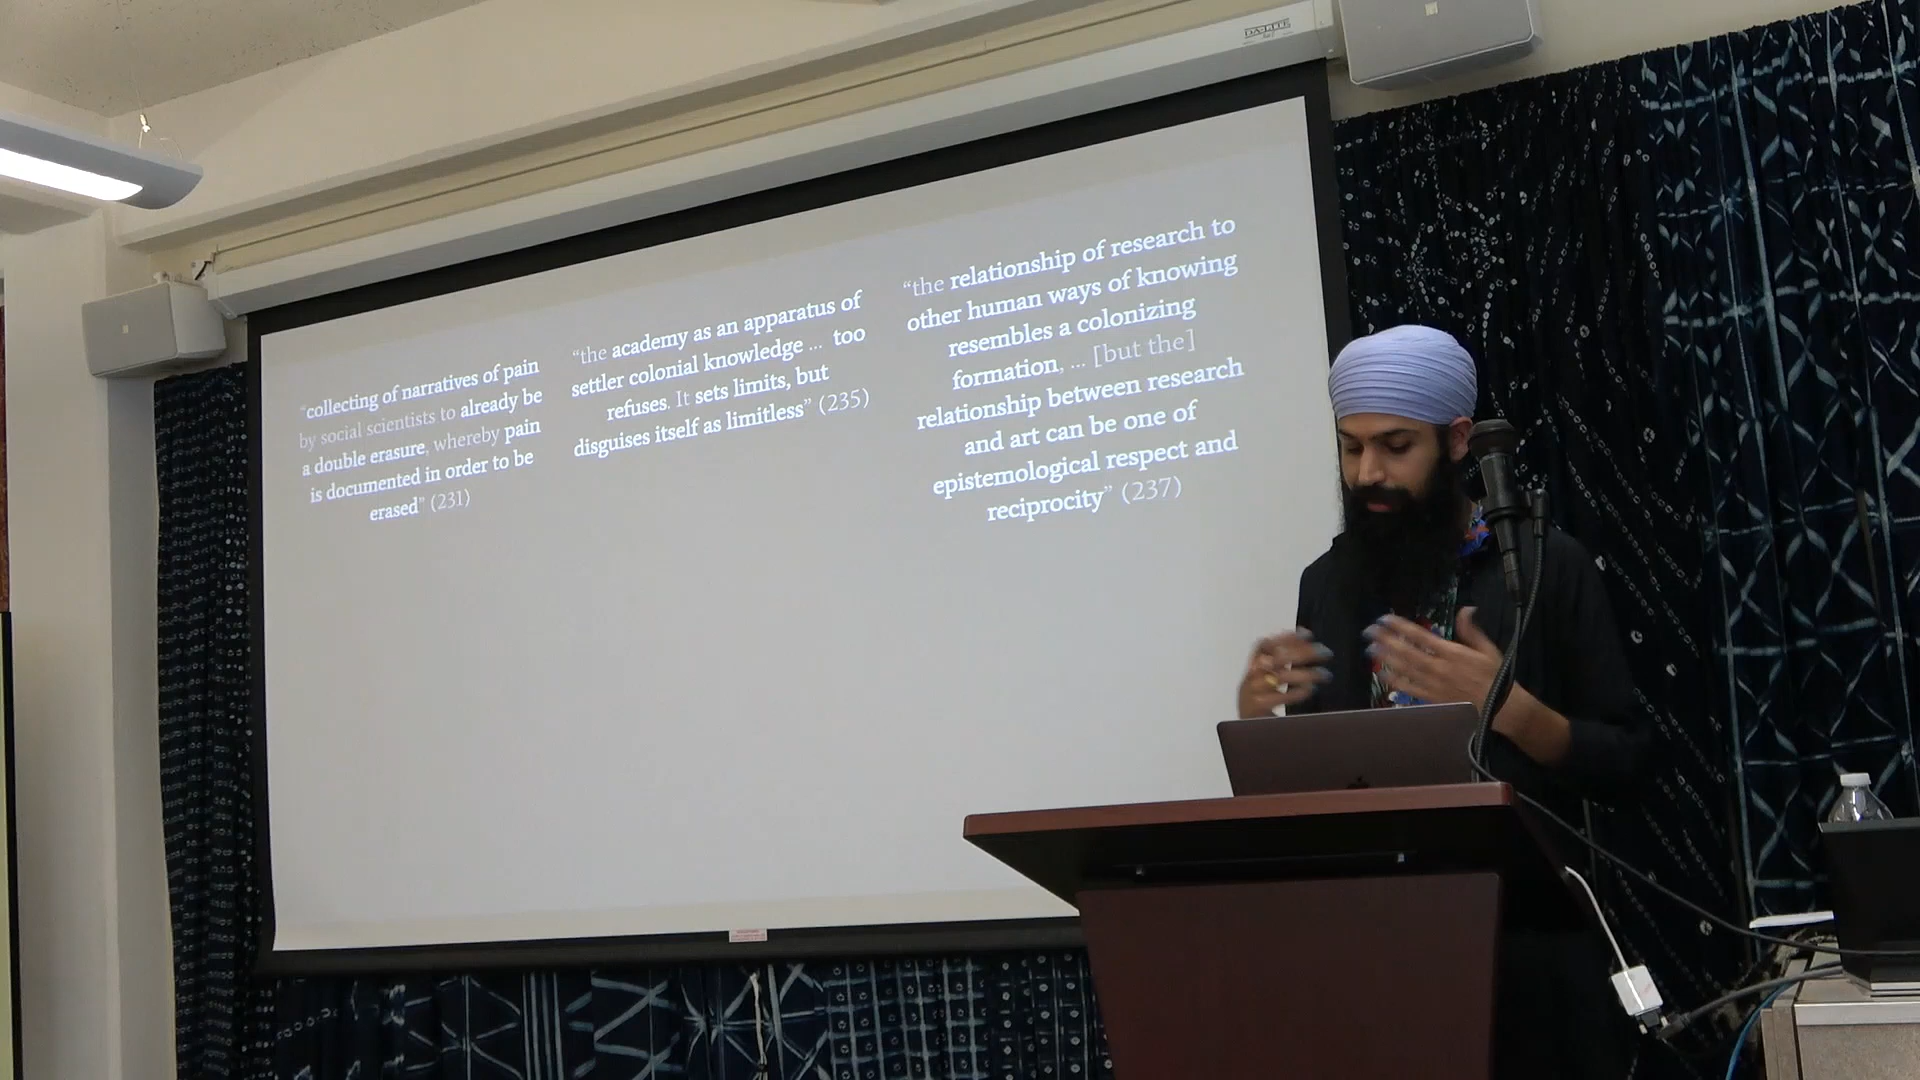 "collecting of narratives of pain
by social scientists to already be
a double erasure, whereby pain
is documented in order to be
erased" (231)
"the academy as an apparatus of
settler colonial knowledge ... too
refuses. It sets limits, but
disguises itself as limitless" (235)
"the relationship of research to
other human ways of knowing
resembles a colonizing
formation, ... [but the]
relationship between research
and art can be one of
epistemological respect and
reciprocity" (237)
DA-LITE